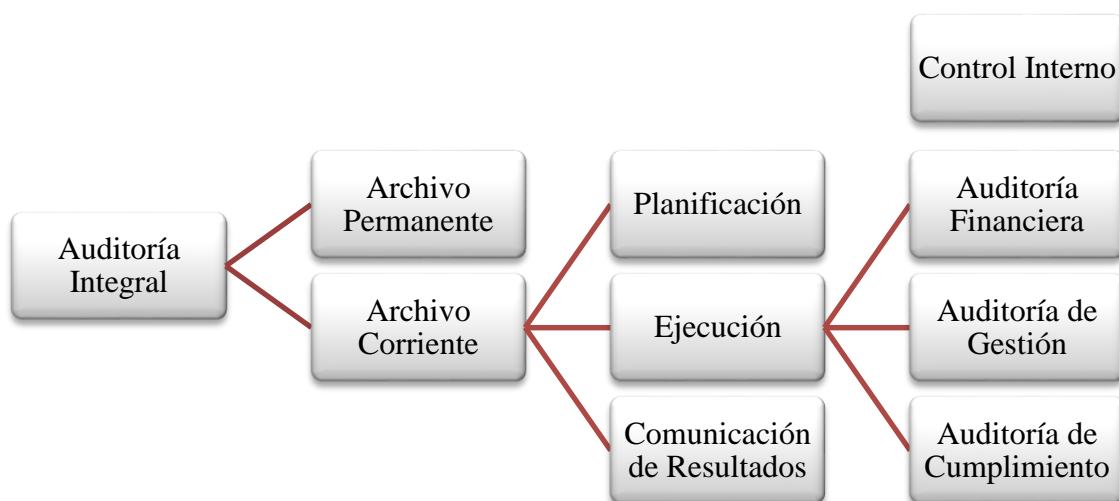 Control Interno
Archivo
Permanente
Planificación
Auditoría
Financiera
Auditoría
Integral
Archivo
Corriente
Ejecución
Auditoría de
Gestión
Comunicación
de Resultados
Auditoría de
Cumplimiento